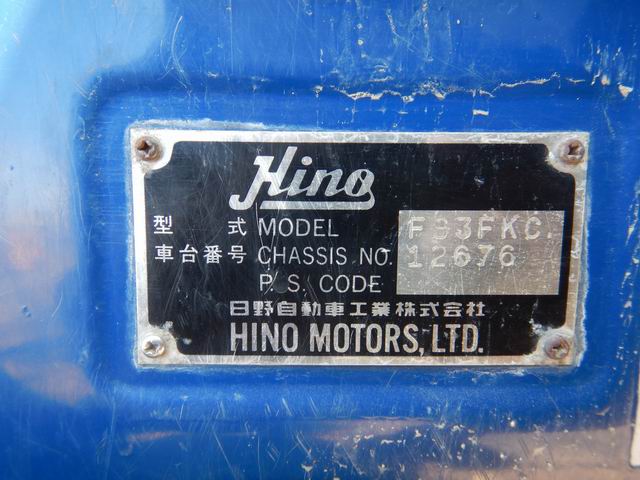 Hino
型式 MODEL F33FKC.
車台番号 CHASSIS NO. 12676
P. S. CODE
日野自動車工業株式会社
HINO MOTORS, LTD.